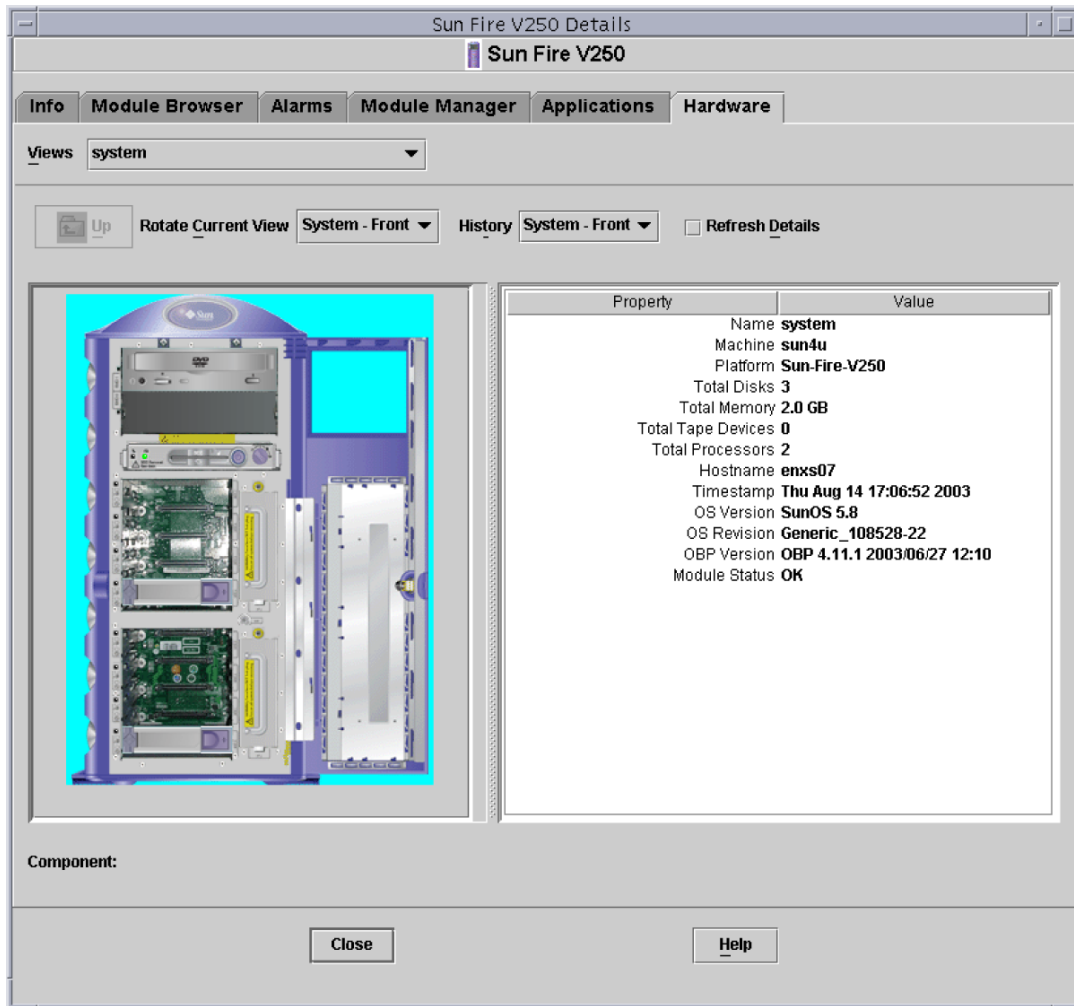 Sun Fire V250 Details
Sun Fire V250
Info Module Browser Alarms Module Manager Applications Hardware
Views system
Up Rotate Current View System - Front History System - Front Refresh Details
Sun
DVD
Property Value
Name system
Machine sun4u
Platform Sun-Fire-V250
Total Disks 3
Total Memory 2.0 GB
Total Tape Devices 0
Total Processors 2
Hostname enxs07
Timestamp Thu Aug 14 17:06:52 2003
OS Version SunOS 5.8
OS Revision Generic_108528-22
OBP Version OBP 4.11.1 2003/06/27 12:10
Module Status OK
Component:
Close Help